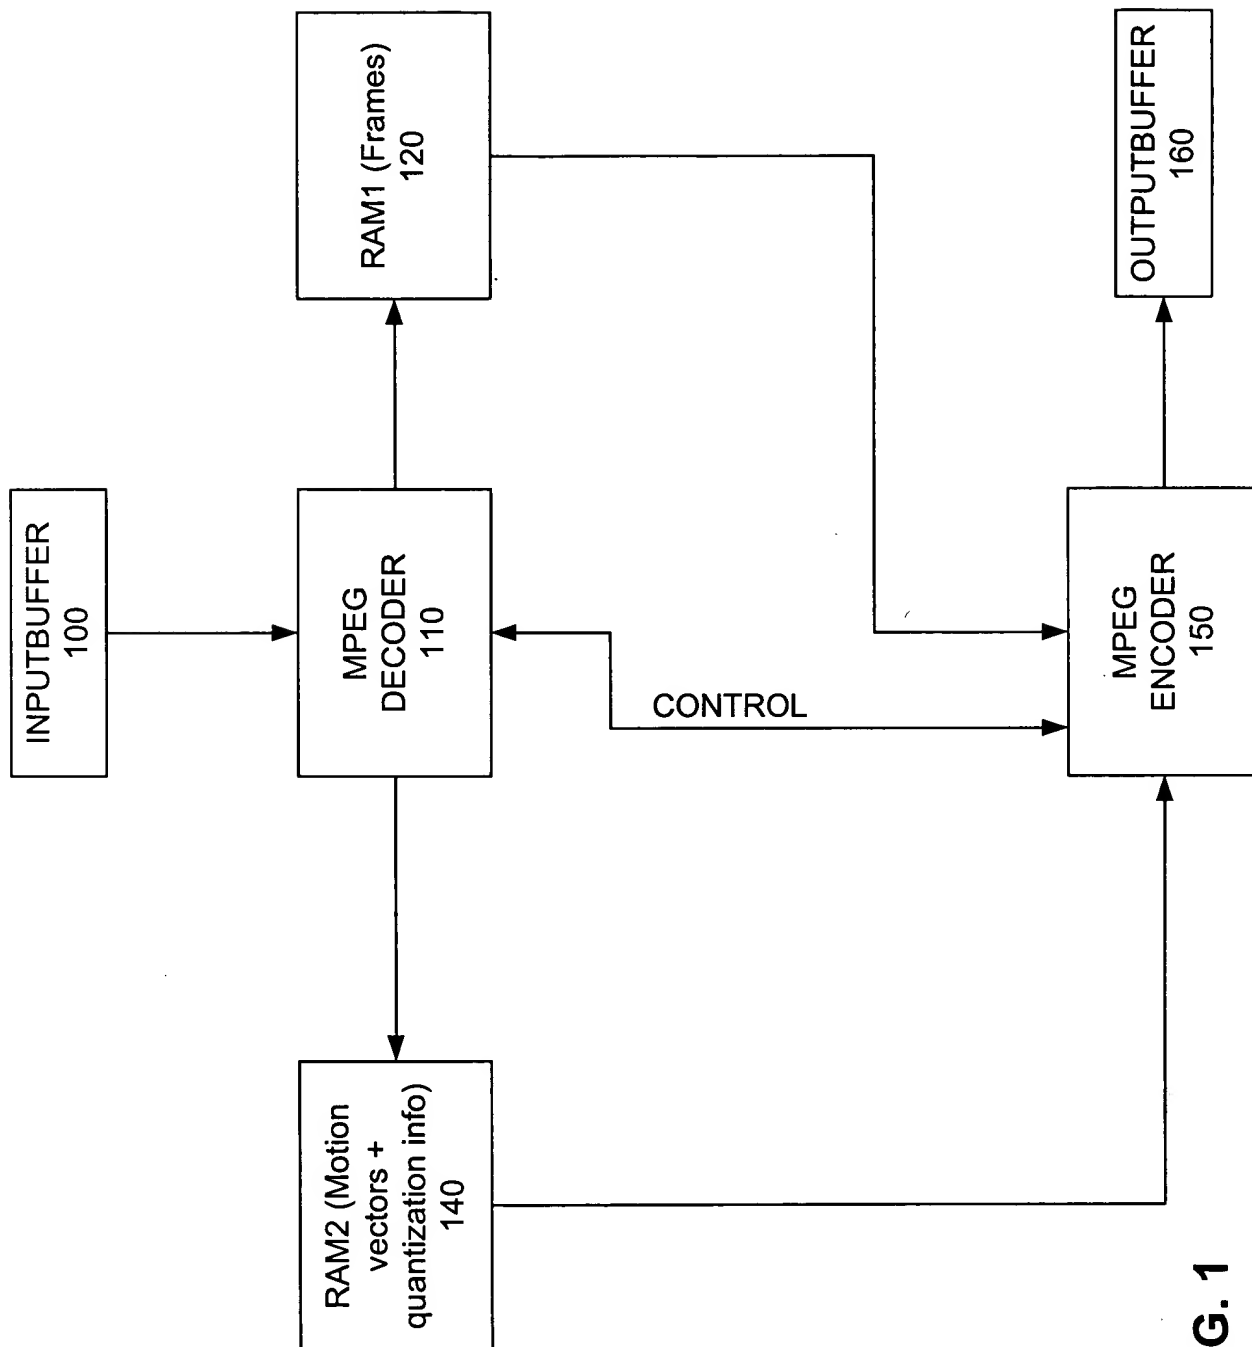 INPUTBUFFER
100
RAM2 (Motion
vectors +
quantization info)
140
MPEG
DECODER
110
RAM1 (Frames)
120
CONTROL
MPEG
ENCODER
150
OUTPUTBUFFER
160
G. 1